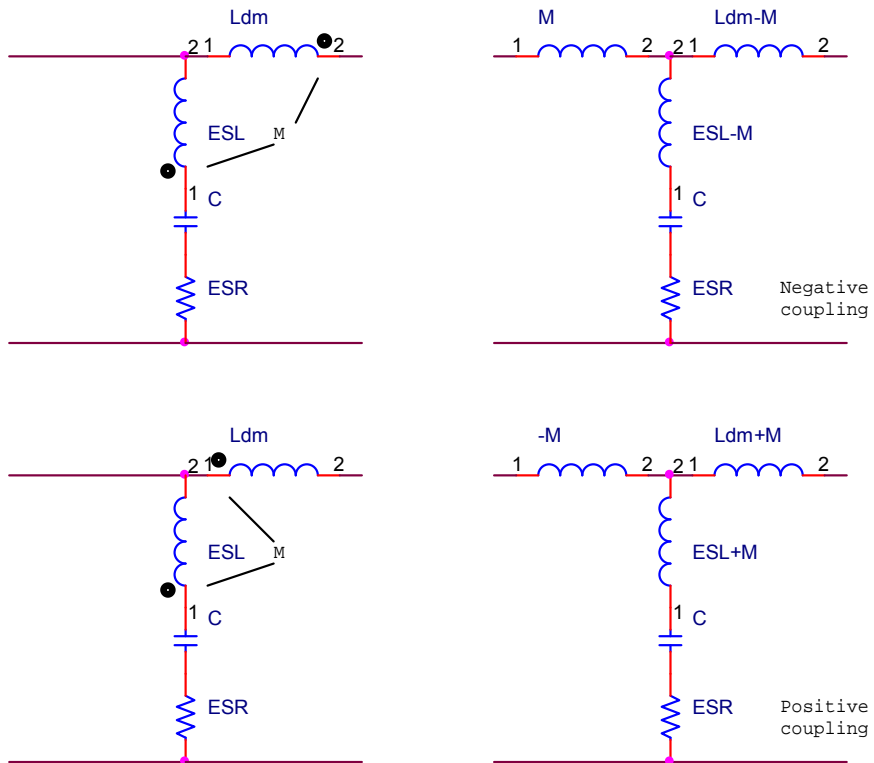 Ldm M Ldm-M
2 1 2 1 2 2 1 2
ESL M ESL-M
1 C 1 C
ESR ESR Negative
coupling
Ldm -M Ldm+M
2 1 2 1 2 2 1 2
ESL M ESL+M
1 C 1 C
ESR ESR Positive
coupling